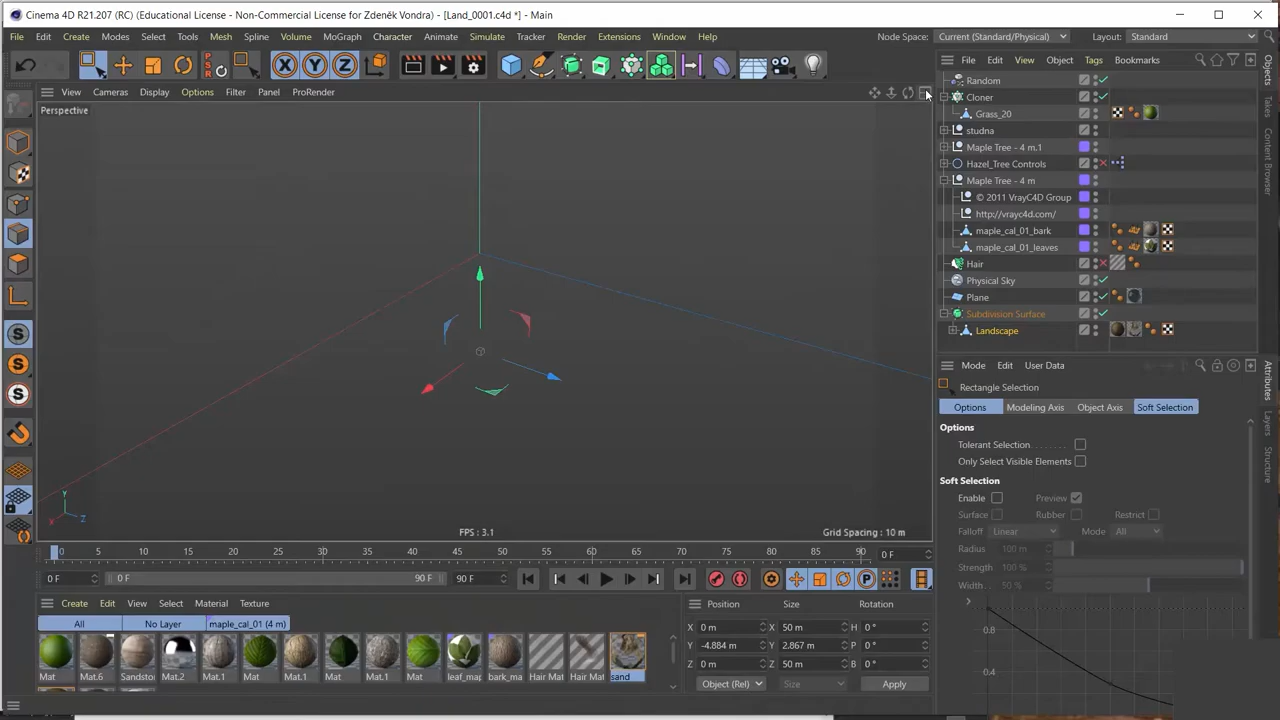 Cinema 4D R21.207 (RC) (Educational License - Non-Commercial License for Zdeněk Vondra) - [Land_0001.c4d *] - Main
File Edit Create Modes Select Tools Mesh Spline Volume MoGraph Character Animate Simulate Tracker Render Extensions Window Help Node Space: Current (Standard/Physical) Layout: Standard
View Cameras Display Options Filter Panel ProRender
File Edit View Object Tags Bookmarks
Perspective
Random
Cloner
Grass_20
studna
Maple Tree - 4 m.1
Hazel_Tree Controls
Maple Tree - 4 m
© 2011 VrayC4D Group
http://vrayc4d.com/
maple_cal_01_bark
maple_cal_01_leaves
Hair
Physical Sky
Plane
Subdivision Surface
Landscape
Objects
Takes
Content Browser
Mode Edit User Data
Rectangle Selection
Options Modeling Axis Object Axis Soft Selection
Options
Tolerant Selection
Only Select Visible Elements
Soft Selection
Enable Preview
Surface Rubber Restrict
Falloff Linear Mode All
Radius 100 m
Strength 100 %
Width 50 %
0.8
0.4
Attributes
Layers
Structure
Y
X Z
FPS : 3.1 Grid Spacing : 10 m
0 5 10 15 20 25 30 35 40 45 50 55 60 65 70 75 80 85 90 0 F
0 F 0 F 90 F 90 F
Create Edit View Select Material Texture
All No Layer maple_cal_01 (4 m)
Mat Mat.6 Sandsto Mat.2 Mat.1 Mat Mat.1 Mat Mat.1 Mat leaf_map bark_ma Hair Mat Hair Mat sand
Position Size Rotation
X 0 m X 50 m H 0 °
Y -4.884 m Y 2.867 m P 0 °
Z 0 m Z 50 m B 0 °
Object (Rel) Size Apply